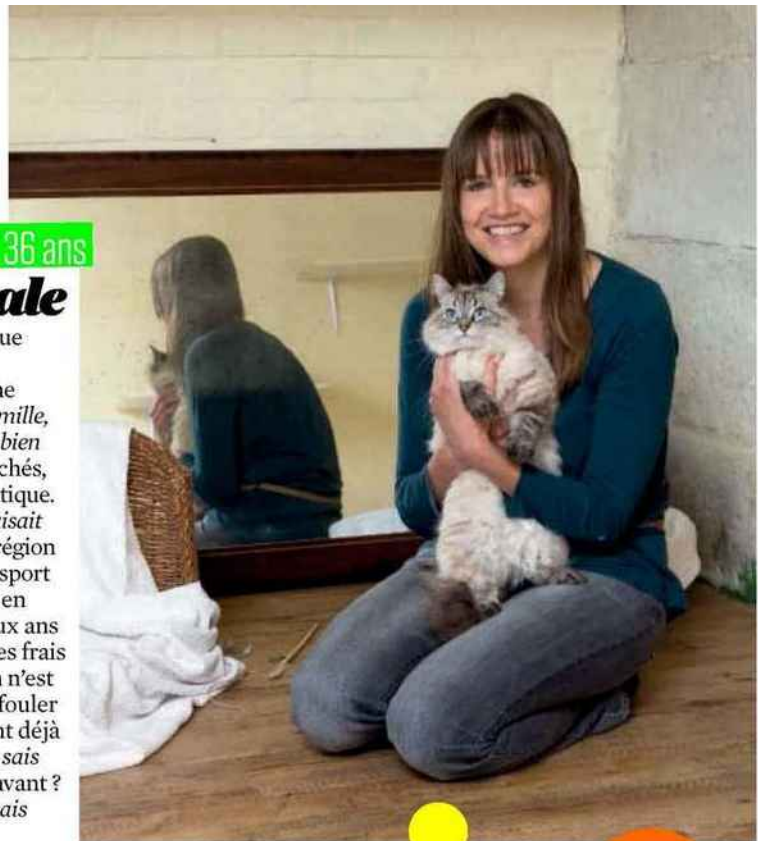 36 ans
ale
ue
ne
mille,
bien
chés,
tique.
isait
région
sport
en
ux ans
es frais
n'est
fouler
nt déjà
sais
avant ?
ais